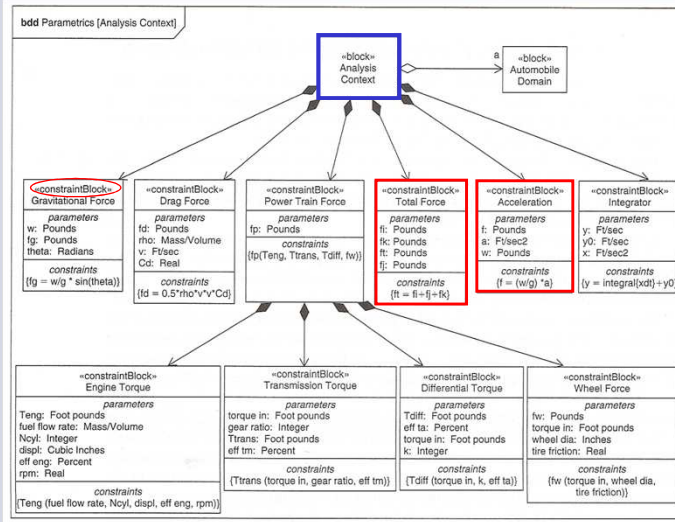 bdd Parametrics [Analysis Context]
«block»
Analysis
Context
a
«block»
Automobile
Domain
«constraintBlock»
Gravitational Force
parameters
w: Pounds
fg: Pounds
theta: Radians
constraints
{fg = w/g * sin(theta)}
«constraintBlock»
Drag Force
parameters
fd: Pounds
rho: Mass/Volume
v: Ft/sec
Cd: Real
constraints
{fd = 0.5*rho*v*v*Cd}
«constraintBlock»
Power Train Force
parameters
fp: Pounds
constraints
{fp(Teng, Ttrans, Tdiff, fw)}
«constraintBlock»
Total Force
parameters
fi: Pounds
fk: Pounds
ft: Pounds
fj: Pounds
constraints
{ft = fi+fj+fk}
«constraintBlock»
Acceleration
parameters
f: Pounds
a: Ft/sec2
w: Pounds
constraints
{f = (w/g) *a}
«constraintBlock»
Integrator
parameters
y: Ft/sec
y0: Ft/sec
x: Ft/sec2
constraints
{y = integral{xdt}+y0}
«constraintBlock»
Engine Torque
parameters
Teng: Foot pounds
fuel flow rate: Mass/Volume
Ncyl: Integer
displ: Cubic Inches
eff eng: Percent
rpm: Real
constraints
{Teng (fuel flow rate, Ncyl, displ, eff eng, rpm)}
«constraintBlock»
Transmission Torque
parameters
torque in: Foot pounds
gear ratio: Integer
Ttrans: Foot pounds
eff tm: Percent
constraints
{Ttrans (torque in, gear ratio, eff tm)}
«constraintBlock»
Differential Torque
parameters
Tdiff: Foot pounds
eff ta: Percent
torque in: Foot pounds
k: Integer
constraints
{Tdiff (torque in, k, eff ta)}
«constraintBlock»
Wheel Force
parameters
fw: Pounds
torque in: Foot pounds
wheel dia: Inches
tire friction: Real
constraints
{fw (torque in, wheel dia,
tire friction)}